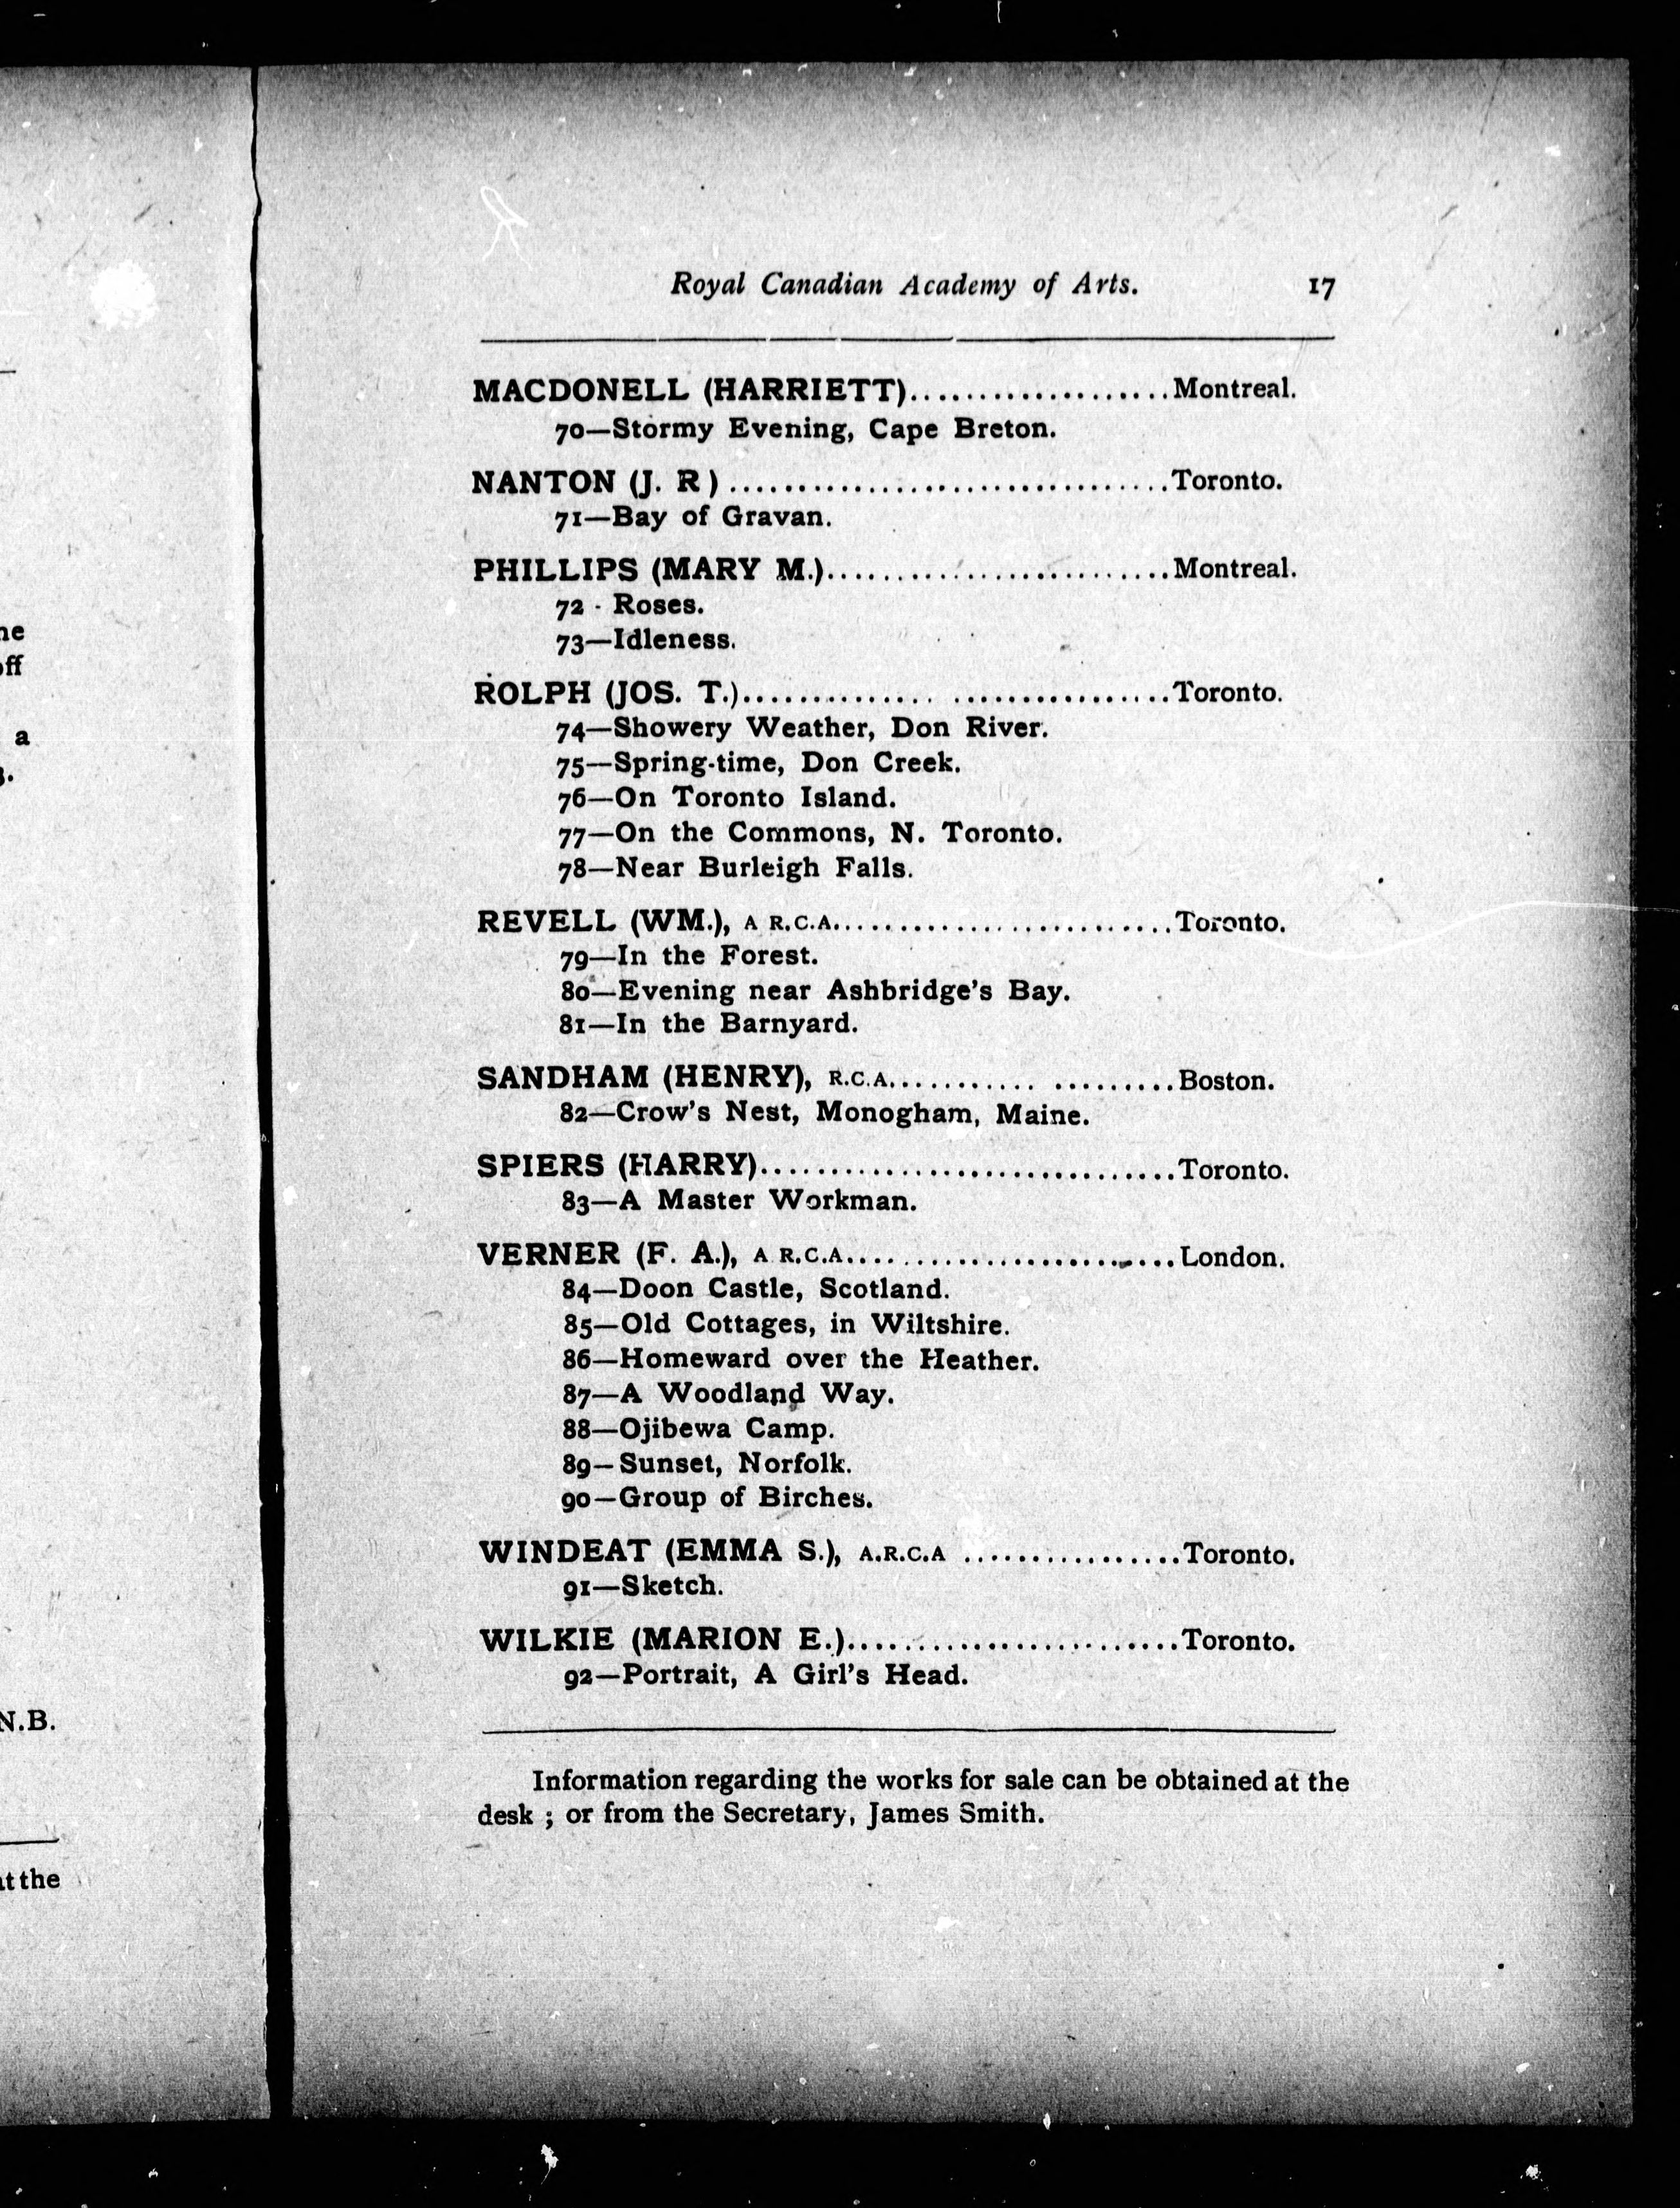 Royal Canadian Academy of Arts. 17
MACDONELL (HARRIETT)...................Montreal.
70—Stormy Evening, Cape Breton.
NANTON (J. R) ................................Toronto.
71—Bay of Gravan.
PHILLIPS (MARY M.).........................Montreal.
72 - Roses.
73—Idleness.
ROLPH (JOS. T.).............. ................Toronto.
74—Showery Weather, Don River.
75—Spring-time, Don Creek.
76—On Toronto Island.
77—On the Commons, N. Toronto.
78—Near Burleigh Falls.
REVELL (WM.), A R.C.A.........................Toronto.
79—In the Forest.
80—Evening near Ashbridge's Bay.
81—In the Barnyard.
SANDHAM (HENRY), R.C.A........... .........Boston.
82—Crow's Nest, Monogham, Maine.
SPIERS (HARRY)..............................Toronto.
83—A Master Workman.
VERNER (F. A.), A R.C.A........................London.
84—Doon Castle, Scotland.
85—Old Cottages, in Wiltshire.
86—Homeward over the Heather.
87—A Woodland Way.
88—Ojibewa Camp.
89—Sunset, Norfolk.
90—Group of Birches.
WINDEAT (EMMA S.), A.R.C.A ................Toronto.
91—Sketch.
WILKIE (MARION E.)........................Toronto.
92—Portrait, A Girl's Head.
Information regarding the works for sale can be obtained at the
desk ; or from the Secretary, James Smith.